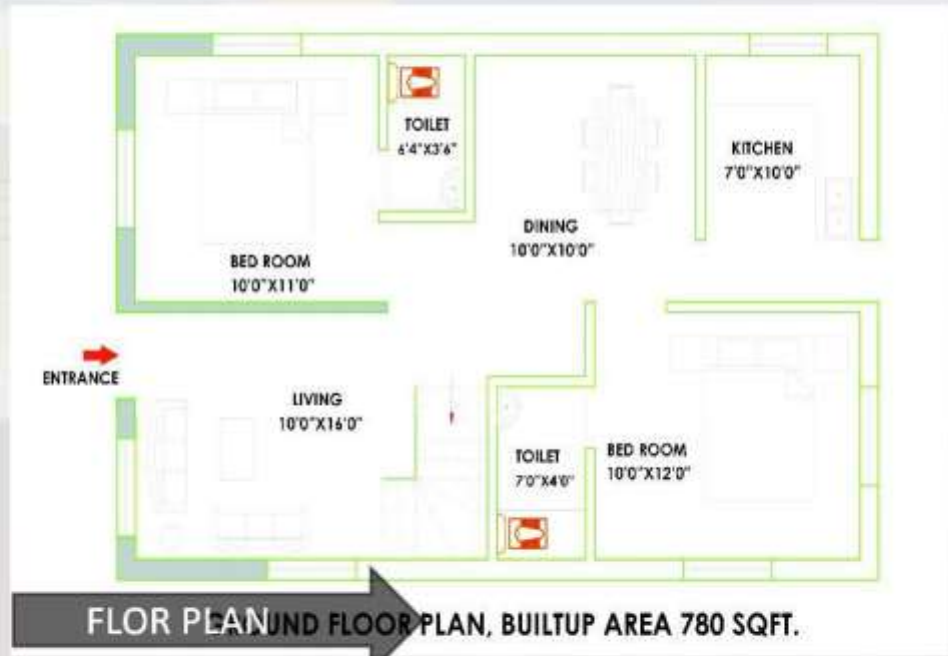 TOILET
6'4"X3'6"
KITCHEN
7'0"X10'0"
DINING
10'0"X10'0"
BED ROOM
10'0"X11'0"
ENTRANCE
LIVING
10'0"X16'0"
TOILET
7'0"X4'0"
BED ROOM
10'0"X12'0"
FLOR PLAN
GROUND FLOOR PLAN, BUILTUP AREA 780 SQFT.